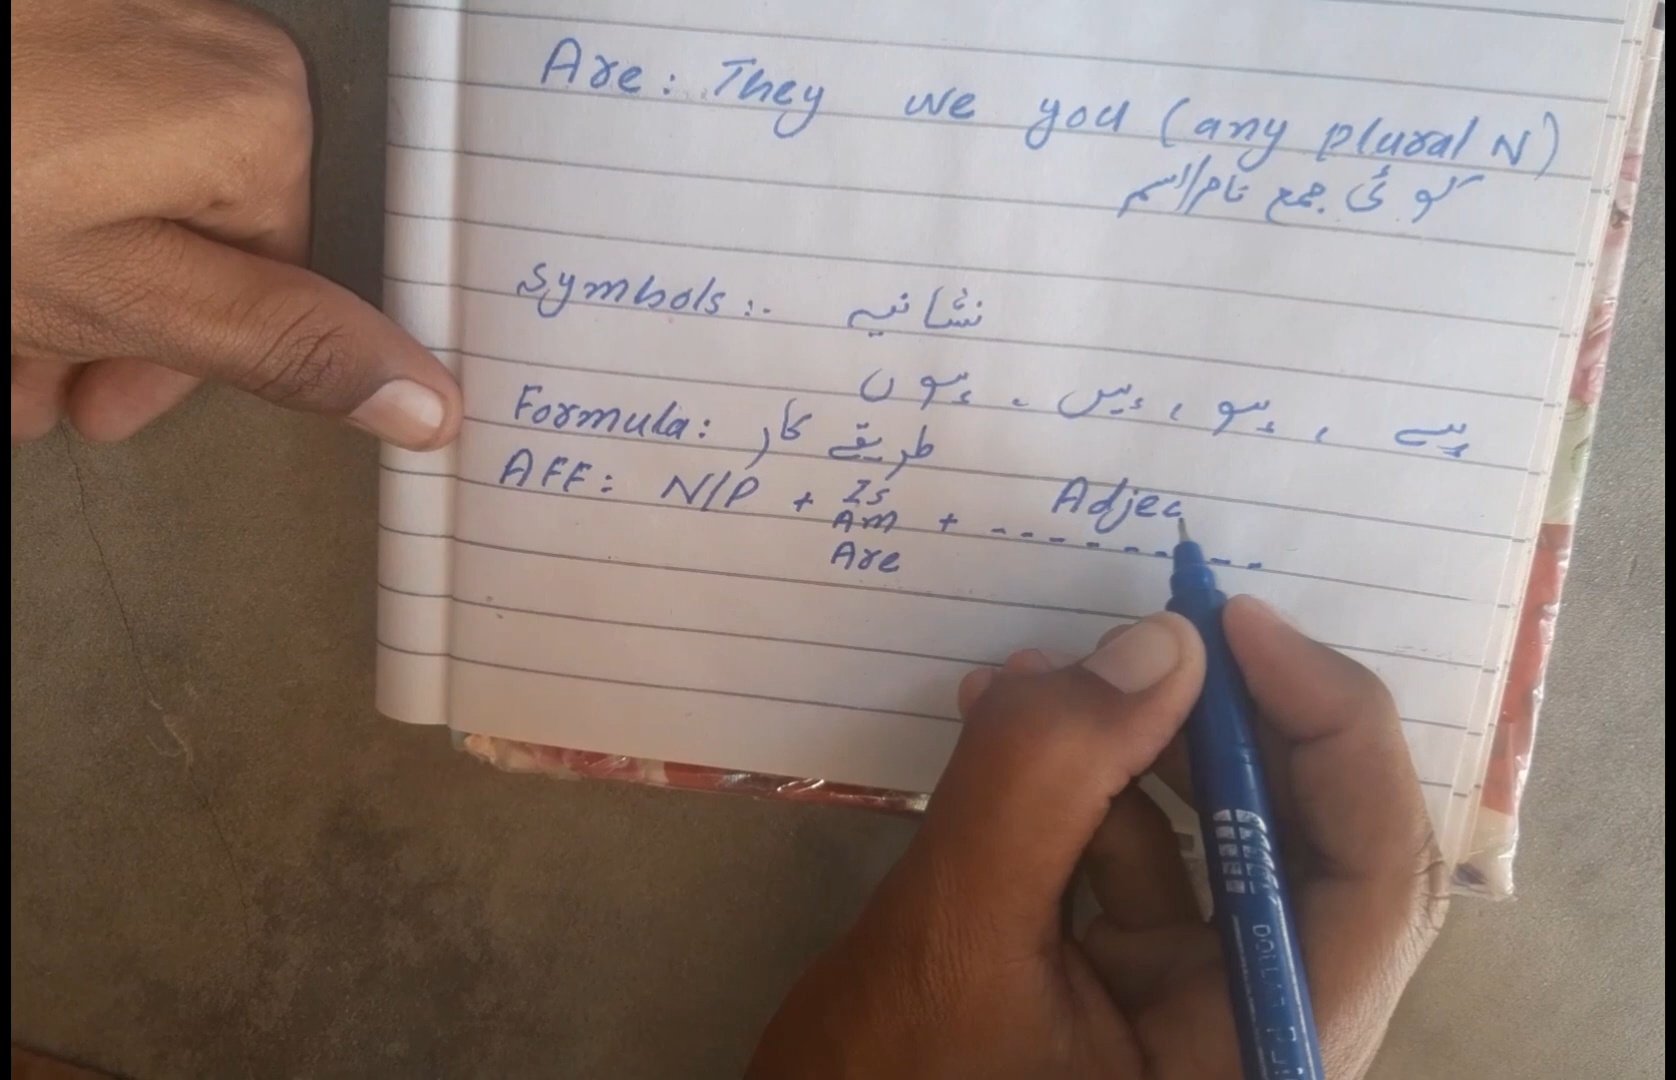 Are: They we you (any plural N)
کوئی جمع نام/اسم
Symbols:- نشانیہ
ہے ، ہو ، ہیں ۔ ہوں
Formula: طریقے کار
AFF: N/P + Is Am Are + --------- Adjec
DOLLAR